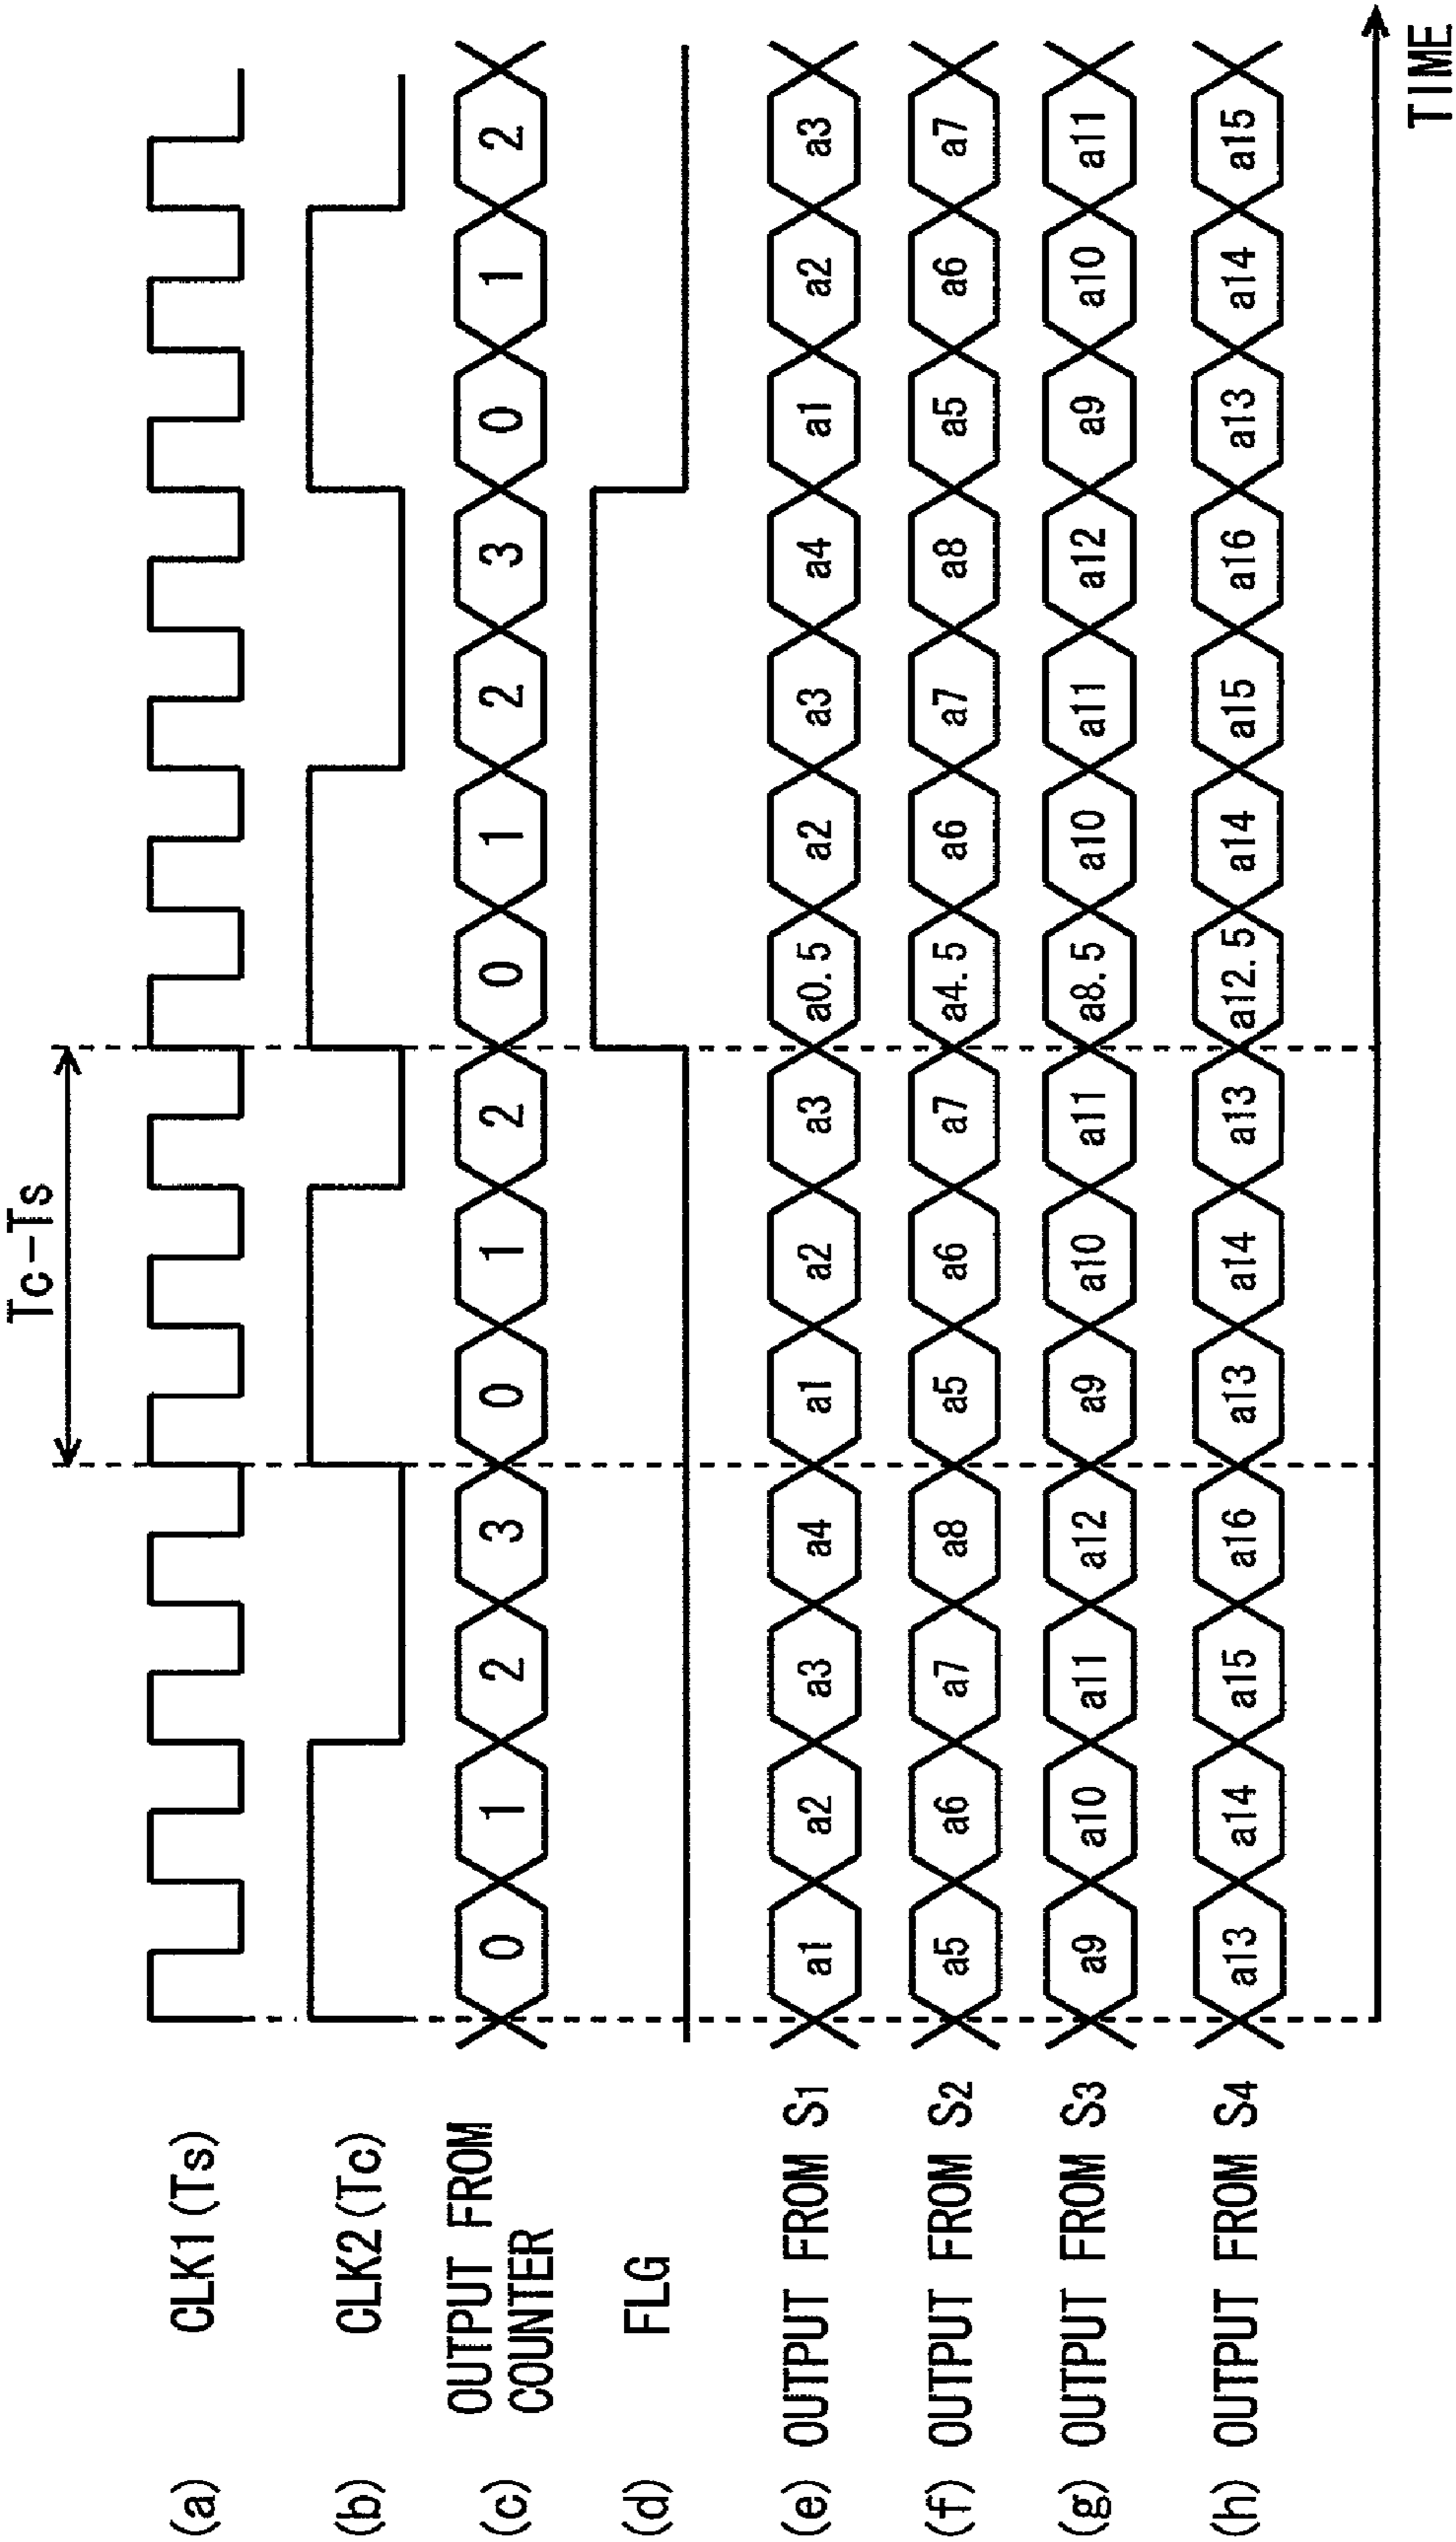 Tc-Ts
(a) CLK1(Ts)
(b) CLK2(Tc)
(c) OUTPUT FROM COUNTER 0 1 2 3 0 1 2 0 1 2 3 0 1 2
(d) FLG
(e) OUTPUT FROM S1 a1 a2 a3 a4 a1 a2 a3 a0.5 a2 a3 a4 a1 a2 a3
(f) OUTPUT FROM S2 a5 a6 a7 a8 a5 a6 a7 a4.5 a6 a7 a8 a5 a6 a7
(g) OUTPUT FROM S3 a9 a10 a11 a12 a9 a10 a11 a8.5 a10 a11 a12 a9 a10 a11
(h) OUTPUT FROM S4 a13 a14 a15 a16 a13 a14 a13 a12.5 a14 a15 a16 a13 a14 a15
TIME